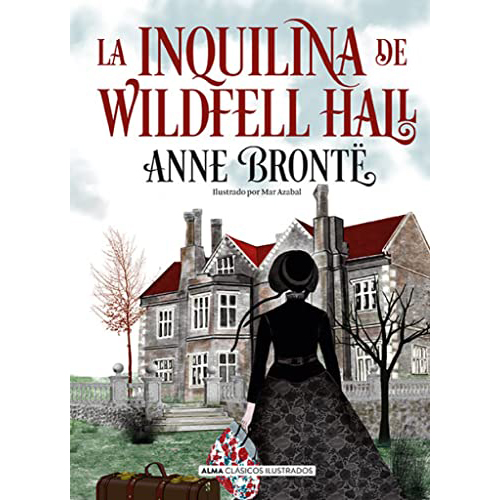 LA INQUILINA DE
WILDFELL HALL
ANNE BRONTË
Ilustrado por Mar Azabal
ALMA CLÁSICOS ILUSTRADOS